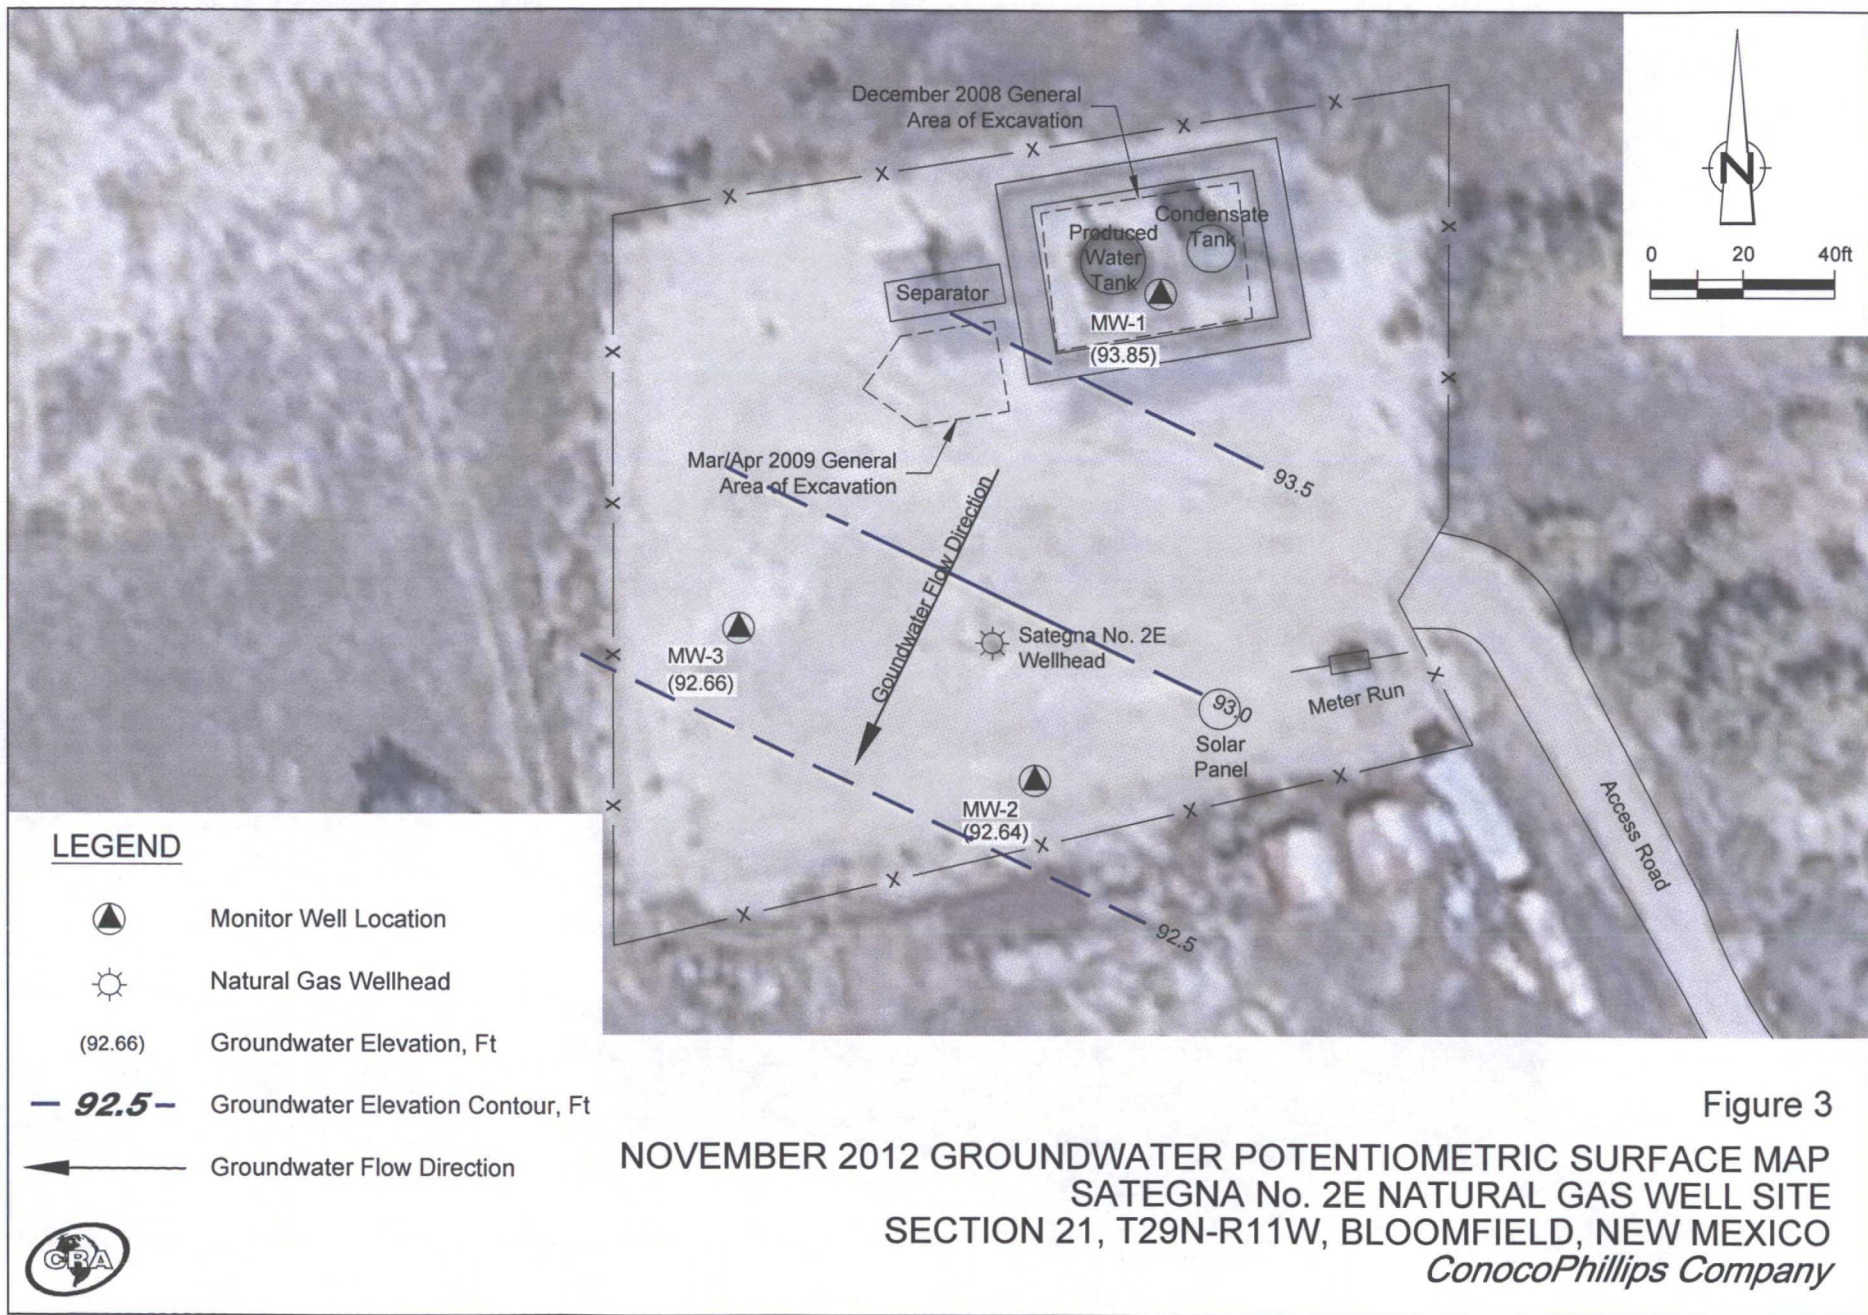 December 2008 General
Area of Excavation
N
0 20 40ft
Condensate
Tank
Produced
Water
Tank
Separator
MW-1
(93.85)
Mar/Apr 2009 General
Area of Excavation
93.5
Goundwater Flow Direction
MW-3
(92.66)
Sategna No. 2E
Wellhead
93.0
Solar
Panel
Meter Run
MW-2
(92.64)
92.5
Access Road
X X X X X
X X
X X X X
X
X X X X X
LEGEND
Monitor Well Location
Natural Gas Wellhead
(92.66) Groundwater Elevation, Ft
92.5 Groundwater Elevation Contour, Ft
Groundwater Flow Direction
CRA
Figure 3
NOVEMBER 2012 GROUNDWATER POTENTIOMETRIC SURFACE MAP
SATEGNA No. 2E NATURAL GAS WELL SITE
SECTION 21, T29N-R11W, BLOOMFIELD, NEW MEXICO
ConocoPhillips Company